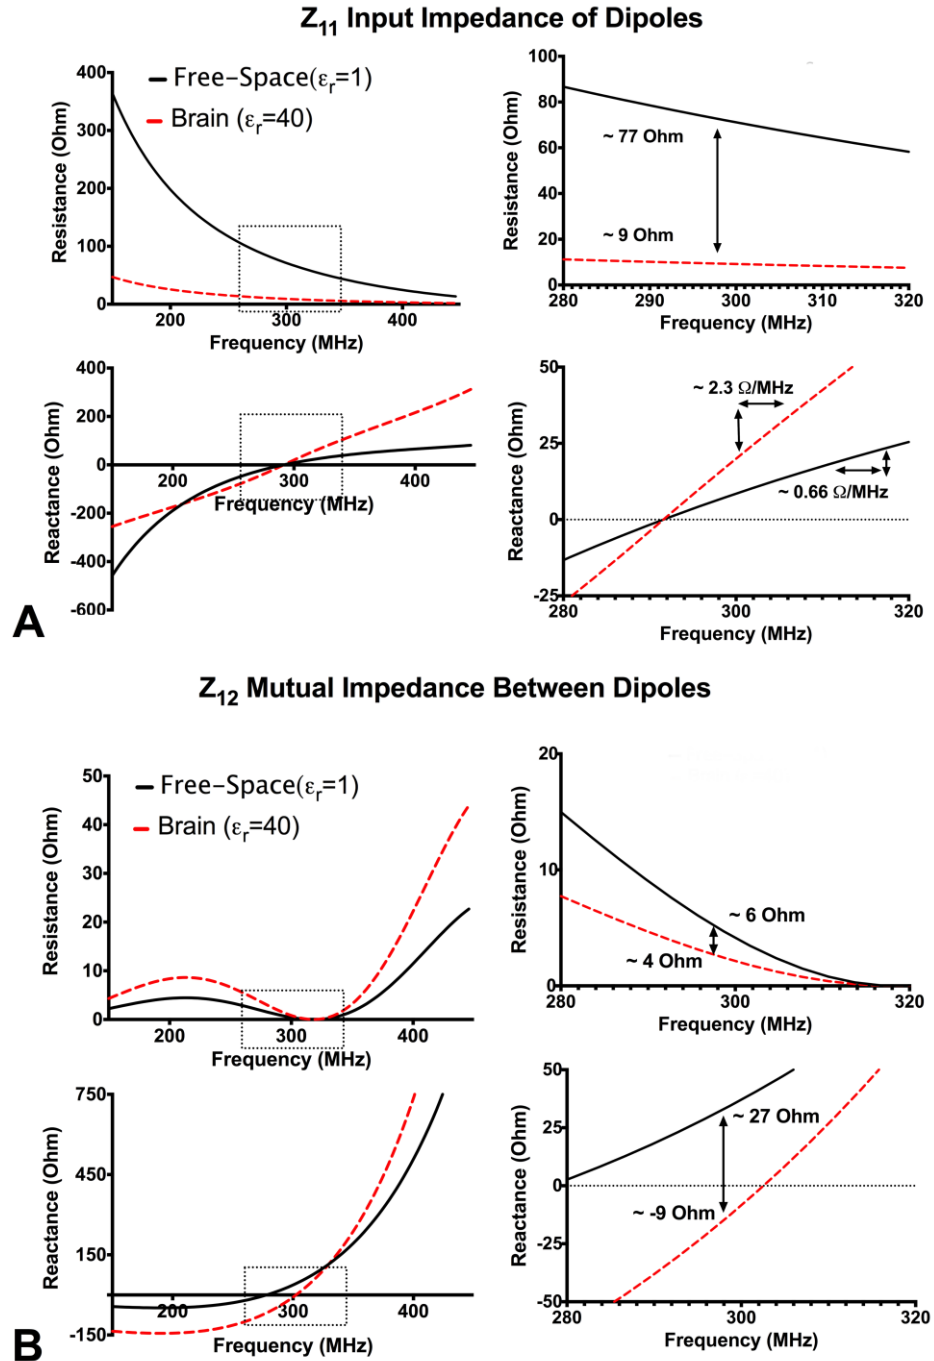 Z11 Input Impedance of Dipoles
Free-Space(εr=1)
Brain (εr=40)
Resistance (Ohm)
400
300
200
100
0
200 300 400
Frequency (MHz)
Resistance (Ohm)
100
80
60
40
20
0
~ 77 Ohm
~ 9 Ohm
280 290 300 310 320
Frequency (MHz)
Reactance (Ohm)
400
200
0
-200
-400
-600
200 300 400
Frequency (MHz)
Reactance (Ohm)
50
25
0
-25
~ 2.3 Ω/MHz
~ 0.66 Ω/MHz
280 300 320
Frequency (MHz)
A
Z12 Mutual Impedance Between Dipoles
Free-Space(εr=1)
Brain (εr=40)
Resistance (Ohm)
50
40
30
20
10
0
200 300 400
Frequency (MHz)
Resistance (Ohm)
20
10
0
~ 6 Ohm
~ 4 Ohm
280 300 320
Frequency (MHz)
Reactance (Ohm)
750
450
150
-150
200 300 400
Frequency (MHz)
Reactance (Ohm)
50
25
0
-25
-50
~ 27 Ohm
~ -9 Ohm
280 300 320
Frequency (MHz)
B